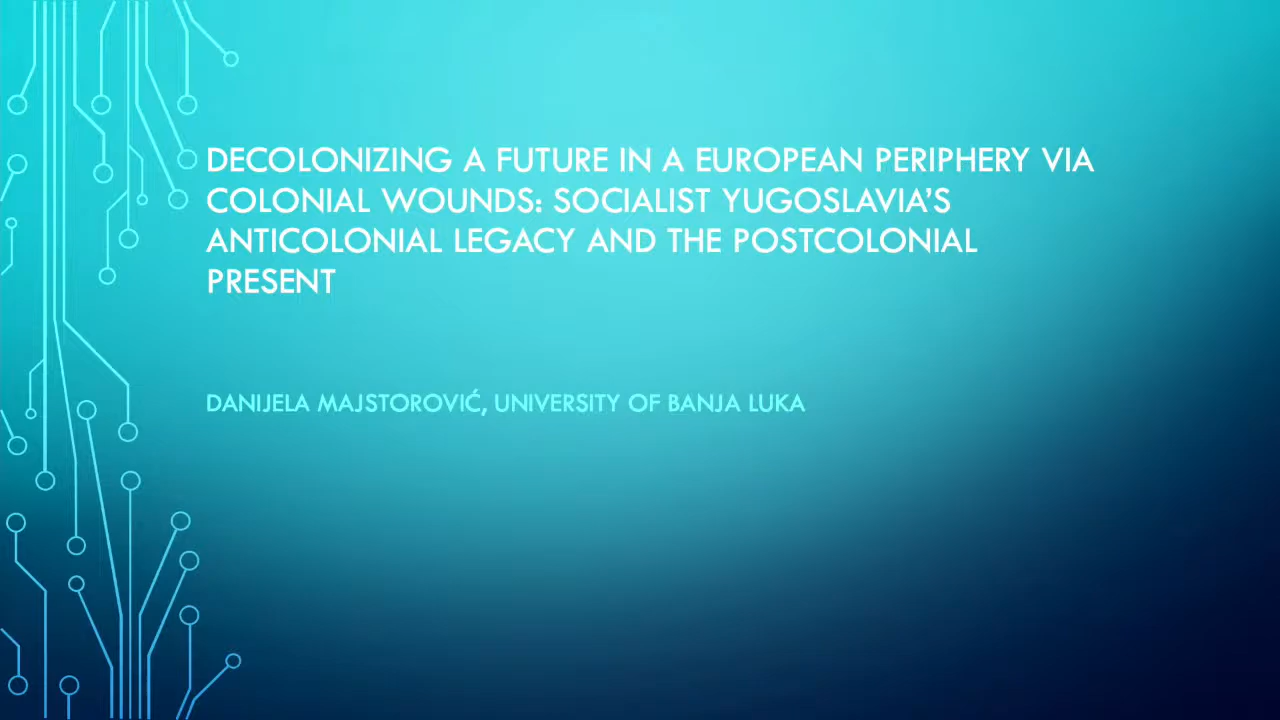 DECOLONIZING A FUTURE IN A EUROPEAN PERIPHERY VIA
COLONIAL WOUNDS: SOCIALIST YUGOSLAVIA’S
ANTICOLONIAL LEGACY AND THE POSTCOLONIAL
PRESENT
DANIJELA MAJSTOROVIĆ, UNIVERSITY OF BANJA LUKA